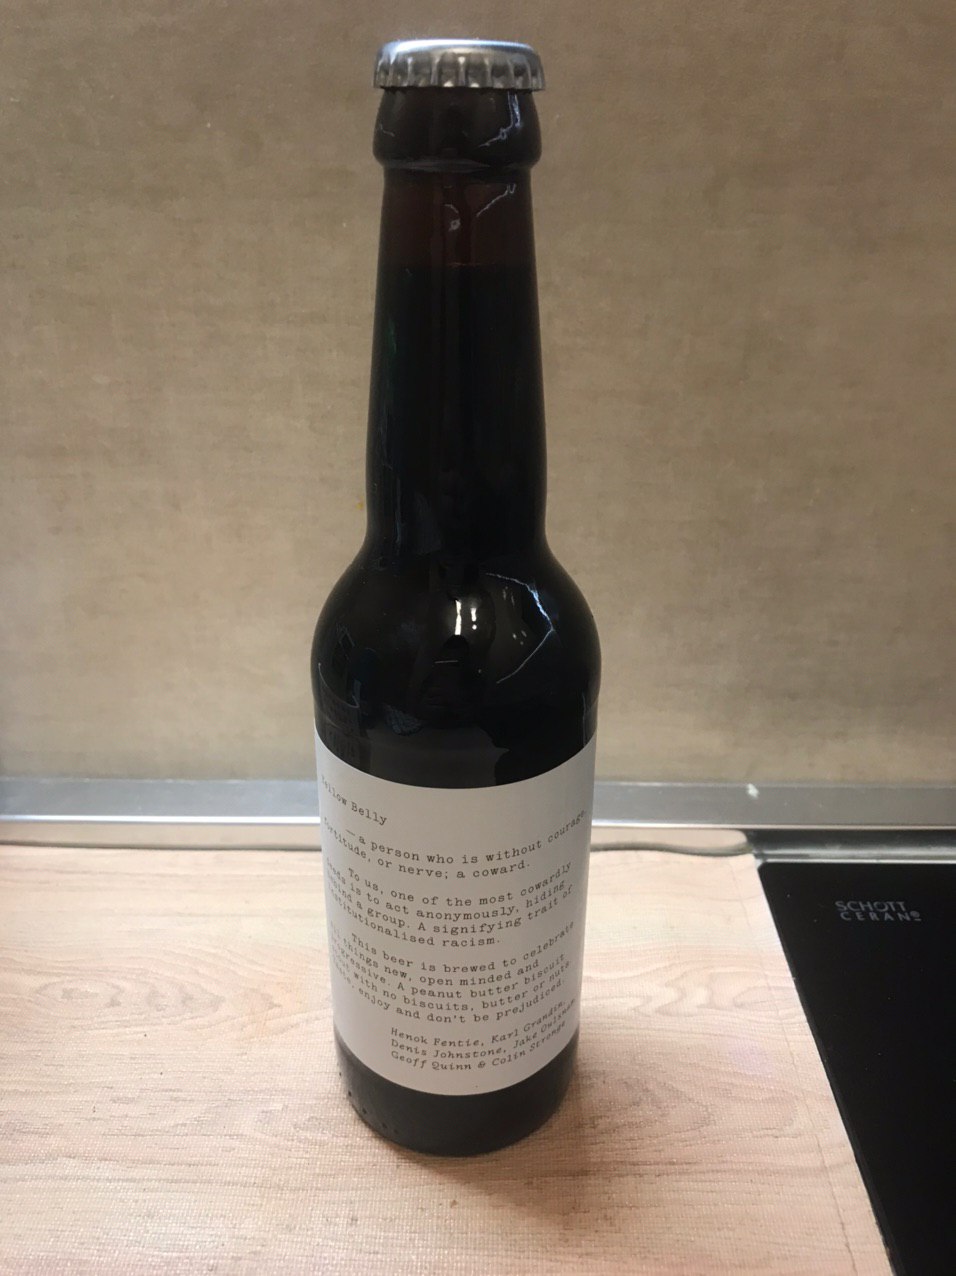 Yellow Belly
—a person who is without courage,
fortitude, or nerve; a coward.
To us, one of the most cowardly
deeds is to act anonymously, hiding
behind a group. A signifying trait of
institutionalised racism.
This beer is brewed to celebrate
all things new, open minded and
progressive. A peanut butter biscuit
stout with no biscuits, butter or nuts.
enjoy and don't be prejudiced.
Henok Fentie, Karl Grandin,
Denis Johnstone, Jake Ouisman
Geoff Quinn & Colin Stronge
SCHOTT
CERAN®